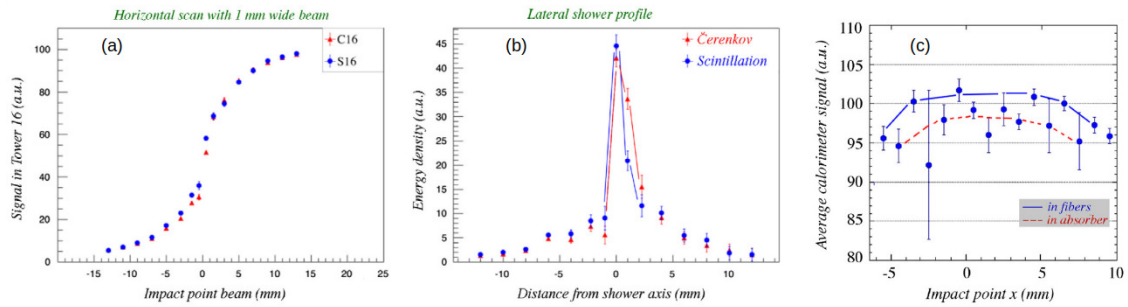 Horizontal scan with 1 mm wide beam
(a)
C16
S16
Signal in Tower 16 (a.u.)
100
80
60
40
20
0
-20 -15 -10 -5 0 5 10 15 20 25
Impact point beam (mm)
Lateral shower profile
(b)
Čerenkov
Scintillation
Energy density (a.u.)
45
40
35
30
25
20
15
10
5
0
-10 -5 0 5 10
Distance from shower axis (mm)
(c)
Average calorimeter signal (a.u.)
110
105
100
95
90
85
80
in fibers
in absorber
-5 0 5 10
Impact point x (mm)